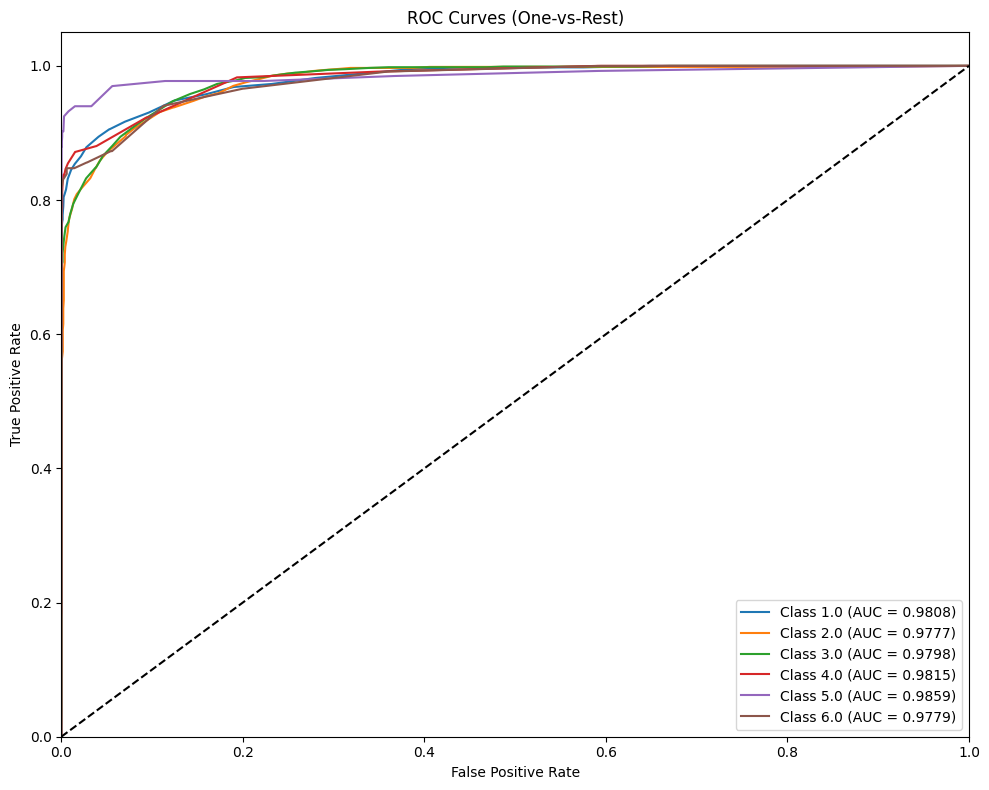 ROC Curves (One-vs-Rest)
True Positive Rate
1.0
0.8
0.6
0.4
0.2
0.0
Class 1.0 (AUC = 0.9808)
Class 2.0 (AUC = 0.9777)
Class 3.0 (AUC = 0.9798)
Class 4.0 (AUC = 0.9815)
Class 5.0 (AUC = 0.9859)
Class 6.0 (AUC = 0.9779)
0.0 0.2 0.4 0.6 0.8 1.0
False Positive Rate